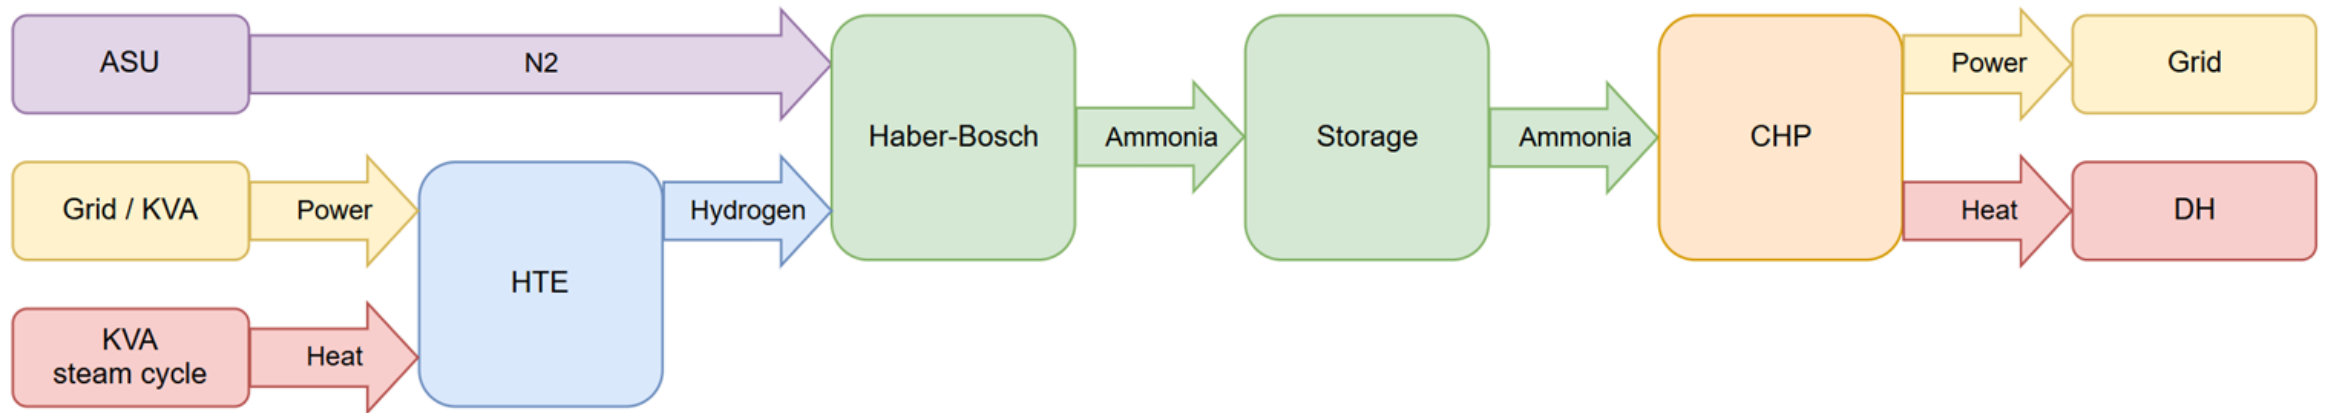 ASU
N2
Haber-Bosch
Ammonia
Storage
Ammonia
CHP
Power
Grid
Grid / KVA
Power
Hydrogen
Heat
DH
HTE
KVA
steam cycle
Heat